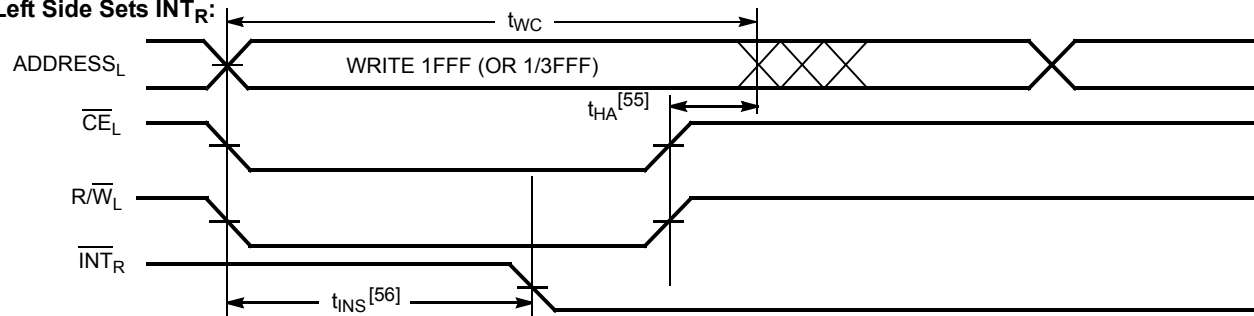 Left Side Sets INTR:
tWC
ADDRESSL
WRITE 1FFF (OR 1/3FFF)
tHA[55]
CEL
R/WL
INTR
tINS[56]